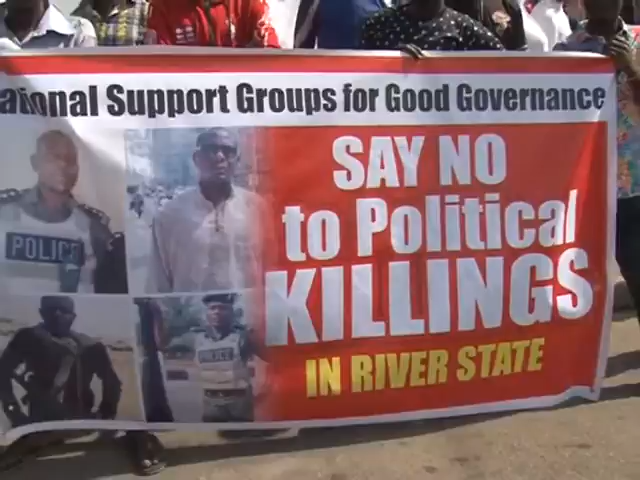 ational Support Groups for Good Governance
SAY NO
to Political
KILLINGS
IN RIVER STATE
POLICE
POLICE